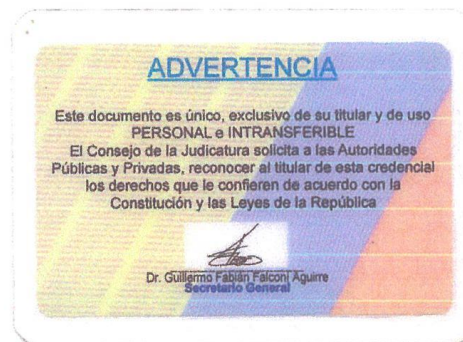 ADVERTENCIA
Este documento es único, exclusivo de su titular y de uso
PERSONAL e INTRANSFERIBLE
El Consejo de la Judicatura solicita a las Autoridades
Públicas y Privadas, reconocer al titular de esta credencial
los derechos que le confieren de acuerdo con la
Constitución y las Leyes de la República
Dr. Guillermo Fabián Falconí Aguirre
Secretario General